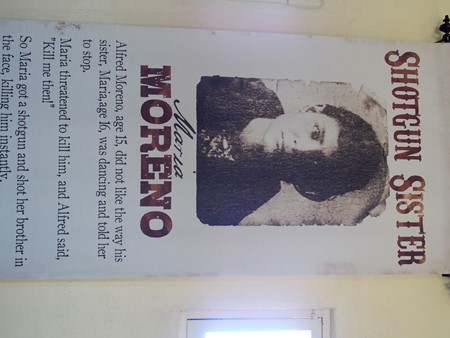 SHOTGUN SISTER
Maria
MORENO
Alfred Moreno, age 15, did not like the way his
sister, Maria,age 16, was dancing and told her
to stop.
Maria threatened to kill him, and Alfred said,
"Kill me then!"
So Maria got a shotgun and shot her brother in
the face, killing him instantly.